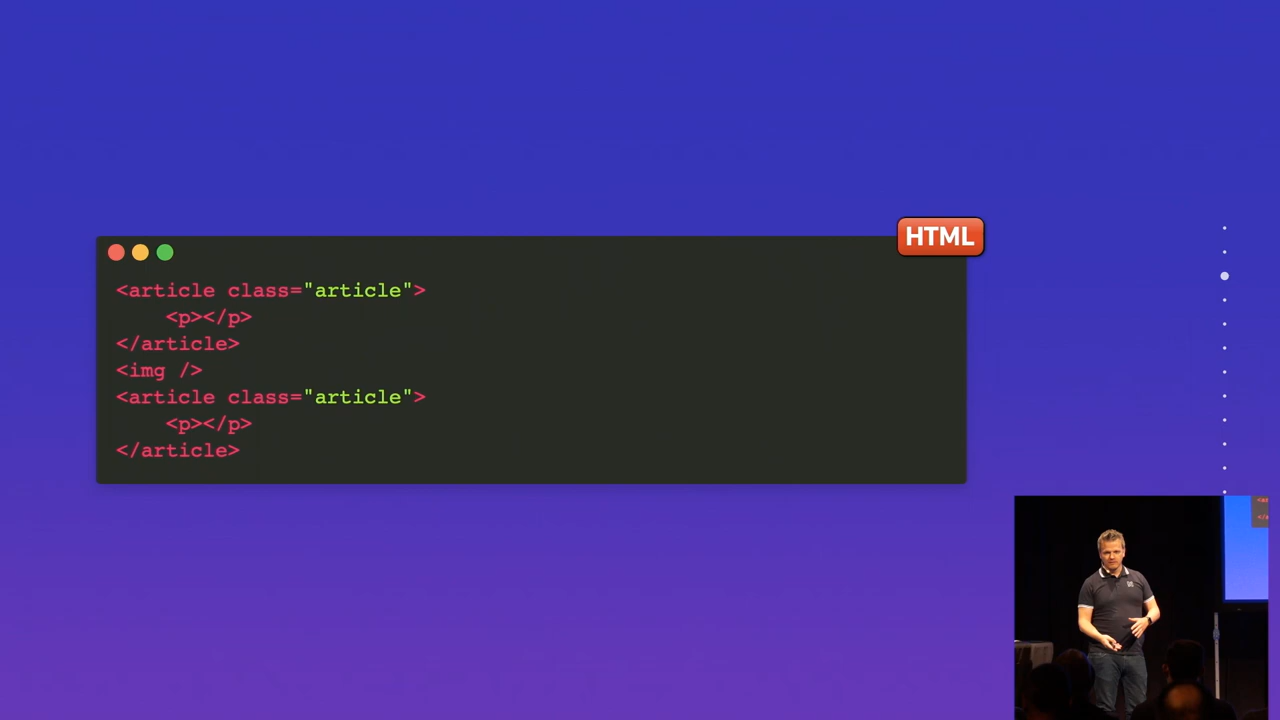 HTML
<article class="article">
    <p></p>
</article>
<img />
<article class="article">
    <p></p>
</article>